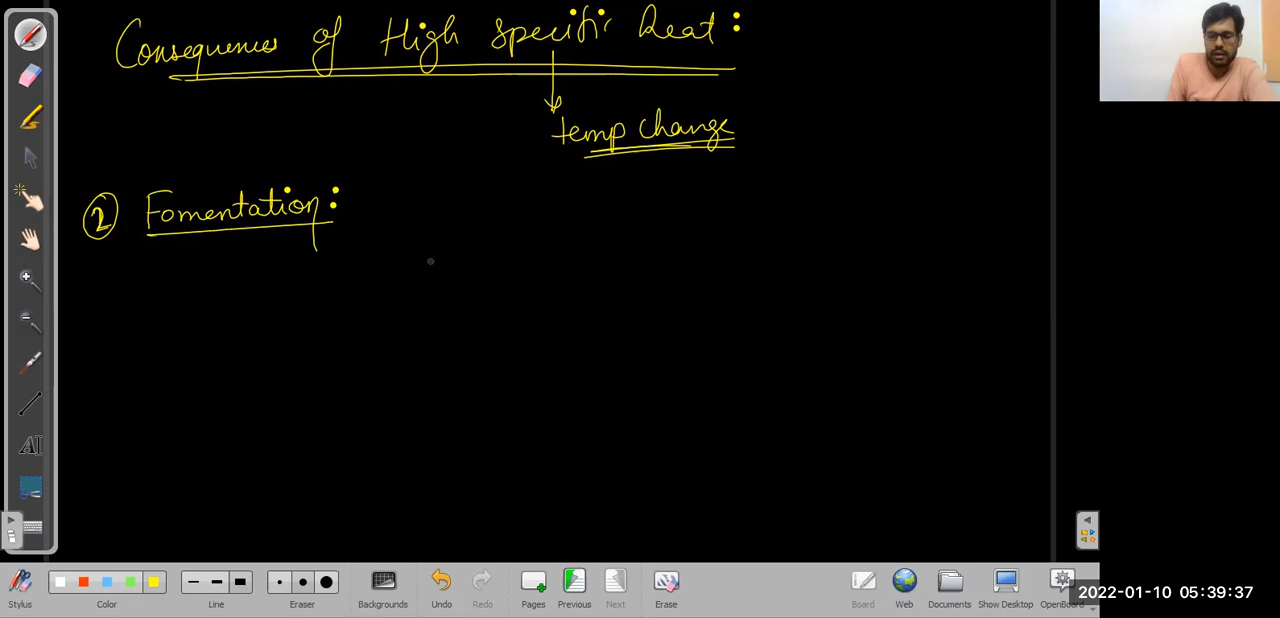 Consequences of High Specific Heat:
temp change
② Fomentation:
Stylus
Color
Line
Eraser
Backgrounds
Undo
Redo
Pages
Previous
Next
Erase
Board
Web
Documents
Show Desktop
OpenBoard
2022-01-10 05:39:37